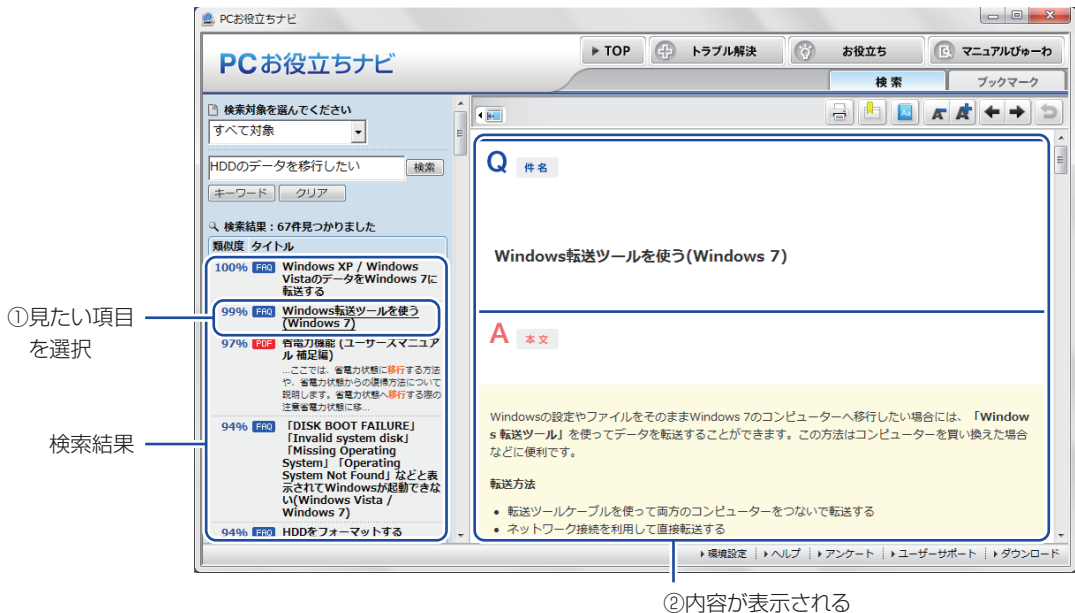 PCお役立ちナビ
PCお役立ちナビ
TOP
トラブル解決
お役立ち
マニュアルびゅーわ
検索
ブックマーク
検索対象を選んでください
すべて対象
HDDのデータを移行したい
検索
キーワード
クリア
検索結果：67件見つかりました
類似度 タイトル
100% FAQ Windows XP / Windows
VistaのデータをWindows 7に
転送する
99% FAQ Windows転送ツールを使う
(Windows 7)
97% PDF 省電力機能 (ユーザーズマニュア
ル 補足編)
...ここでは、省電力状態に移行する方法
や、省電力状態からの復帰方法について
説明します。省電力状態へ移行する際の
注意省電力状態に移...
94% FAQ 「DISK BOOT FAILURE」
「Invalid system disk」
「Missing Operating
System」「Operating
System Not Found」などと表
示されてWindowsが起動できな
い(Windows Vista /
Windows 7)
94% FAQ HDDをフォーマットする
Q 件名
Windows転送ツールを使う(Windows 7)
A 本文
Windowsの設定やファイルをそのままWindows 7のコンピューターへ移行したい場合には、「Window
s 転送ツール」を使ってデータを転送することができます。この方法はコンピューターを買い換えた場合
などに便利です。
転送方法
• 転送ツールケーブルを使って両方のコンピューターをつないで転送する
• ネットワーク接続を利用して直接転送する
環境設定
ヘルプ
アンケート
ユーザーサポート
ダウンロード
①見たい項目
を選択
検索結果
②内容が表示される